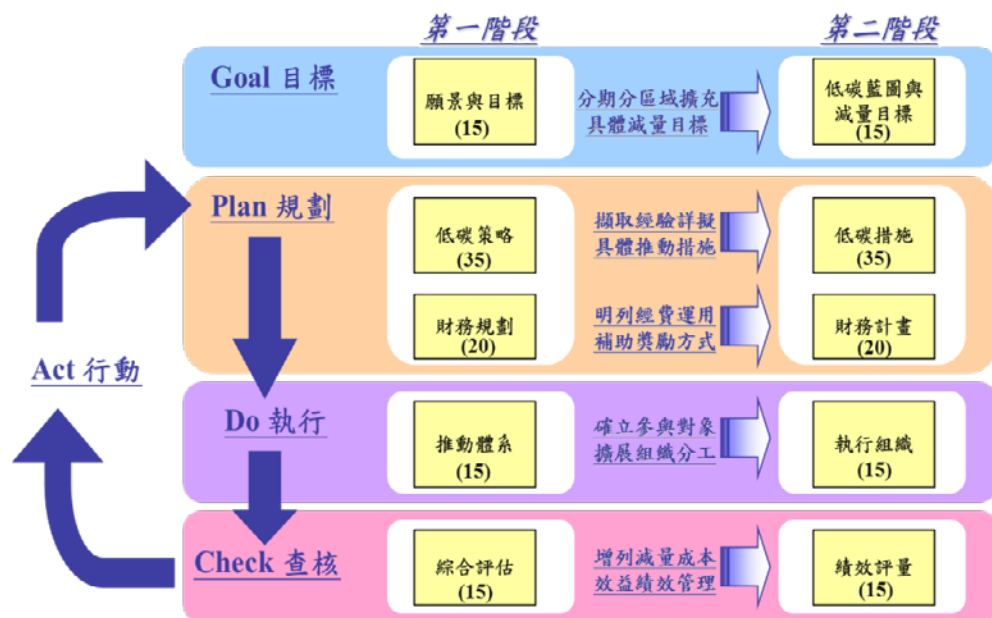 第一階段
第二階段
Goal 目標
願景與目標
(15)
分期分區域擴充
具體減量目標
低碳藍圖與
減量目標
(15)
Plan 規劃
低碳策略
(35)
擷取經驗詳擬
具體推動措施
低碳措施
(35)
財務規劃
(20)
明列經費運用
補助獎勵方式
財務計畫
(20)
Act 行動
Do 執行
推動體系
(15)
確立參與對象
擴展組織分工
執行組織
(15)
Check 查核
綜合評估
(15)
增列減量成本
效益績效管理
績效評量
(15)